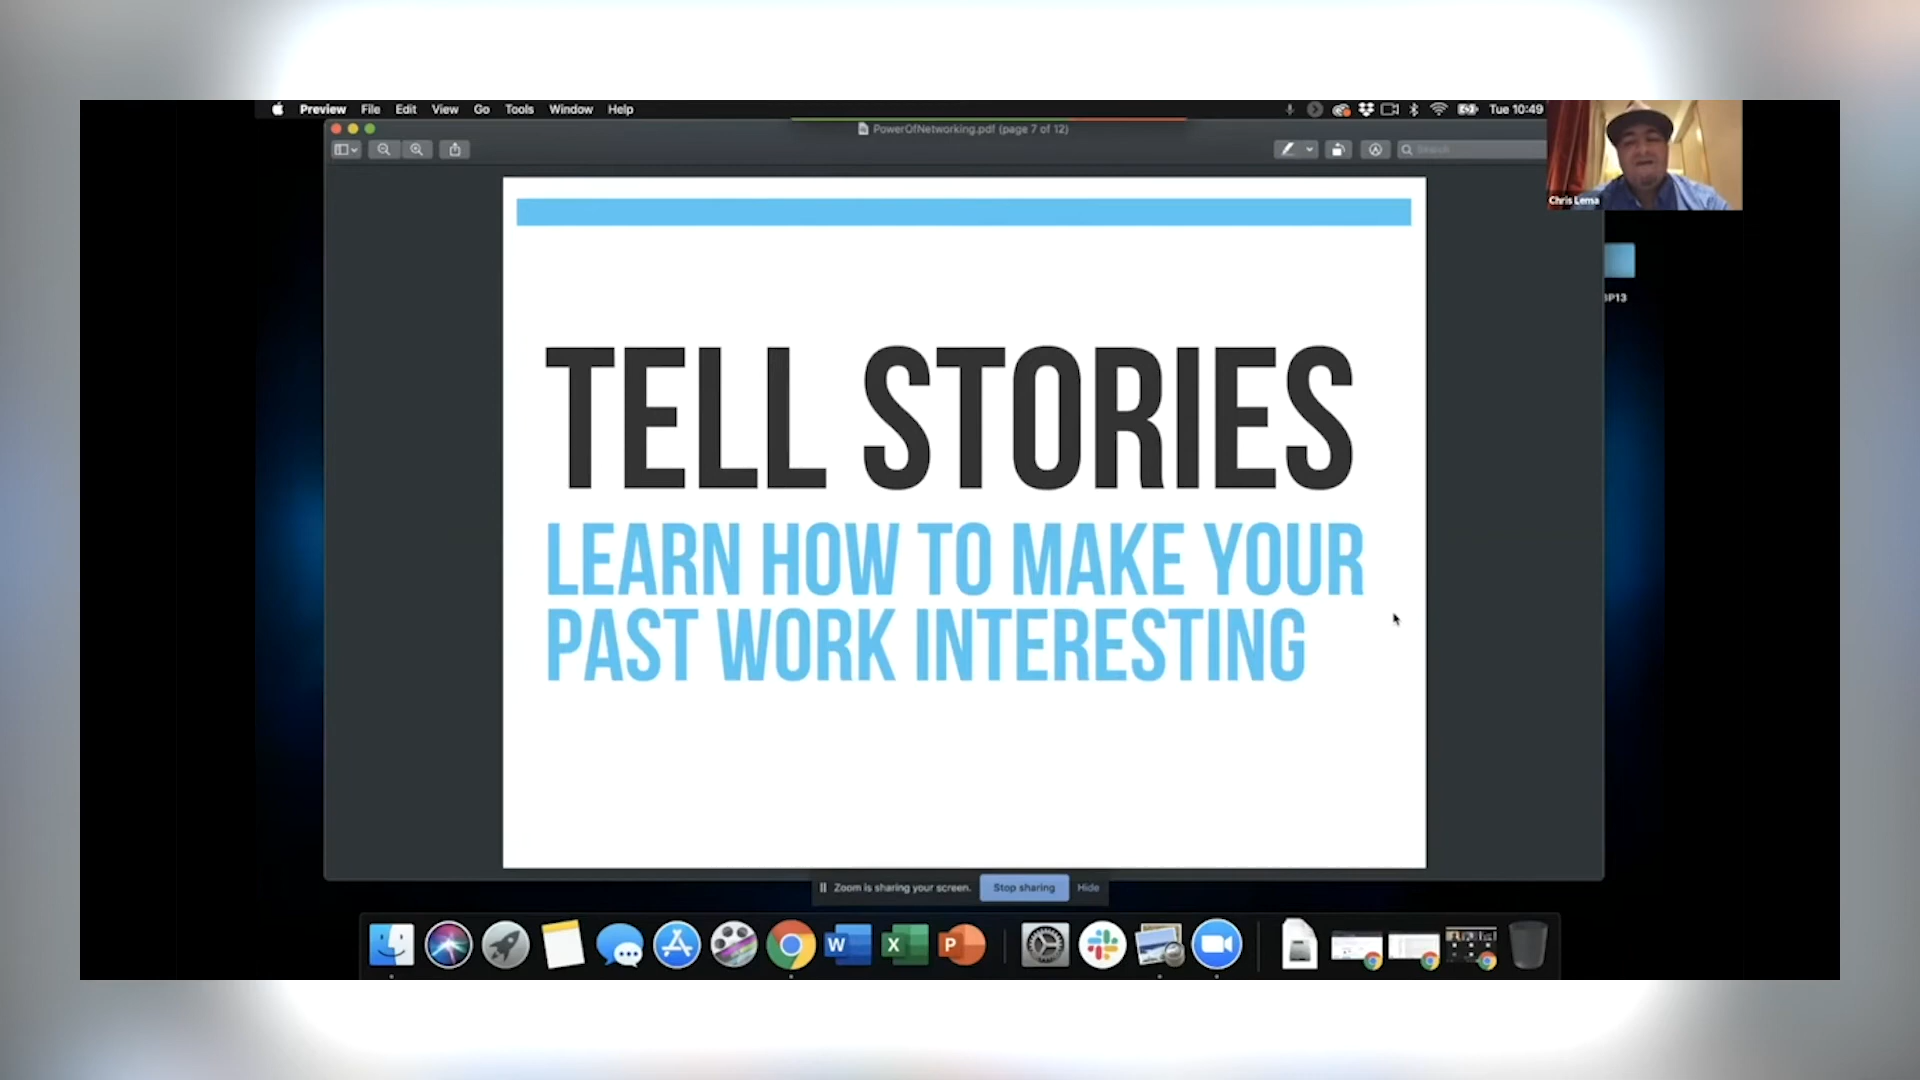 Preview File Edit View Go Tools Window Help
Tue 10:49
PowerOfNetworking.pdf (page 7 of 12)
Search
Chris Lema
TELL STORIES
LEARN HOW TO MAKE YOUR
PAST WORK INTERESTING
Zoom is sharing your screen. Stop sharing Hide
W X P